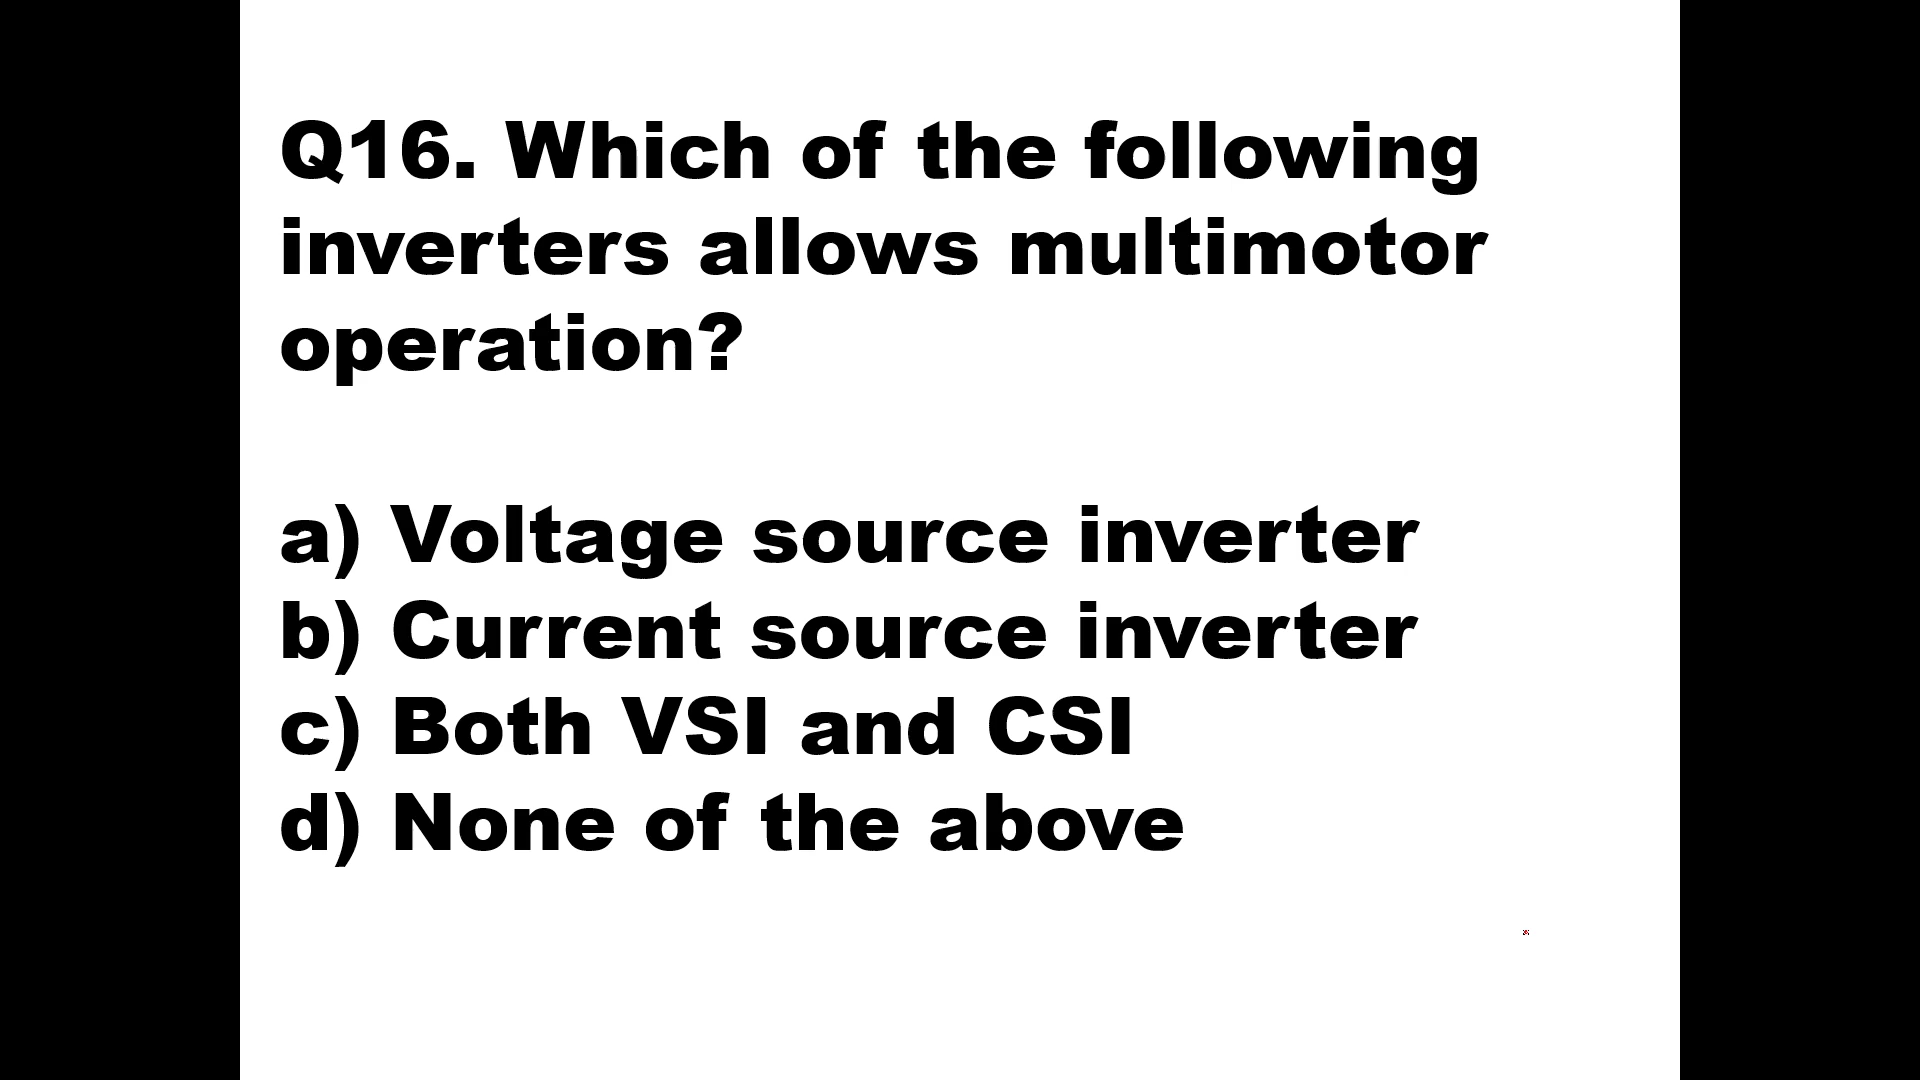 Q16. Which of the following
inverters allows multimotor
operation?
a) Voltage source inverter
b) Current source inverter
c) Both VSI and CSI
d) None of the above